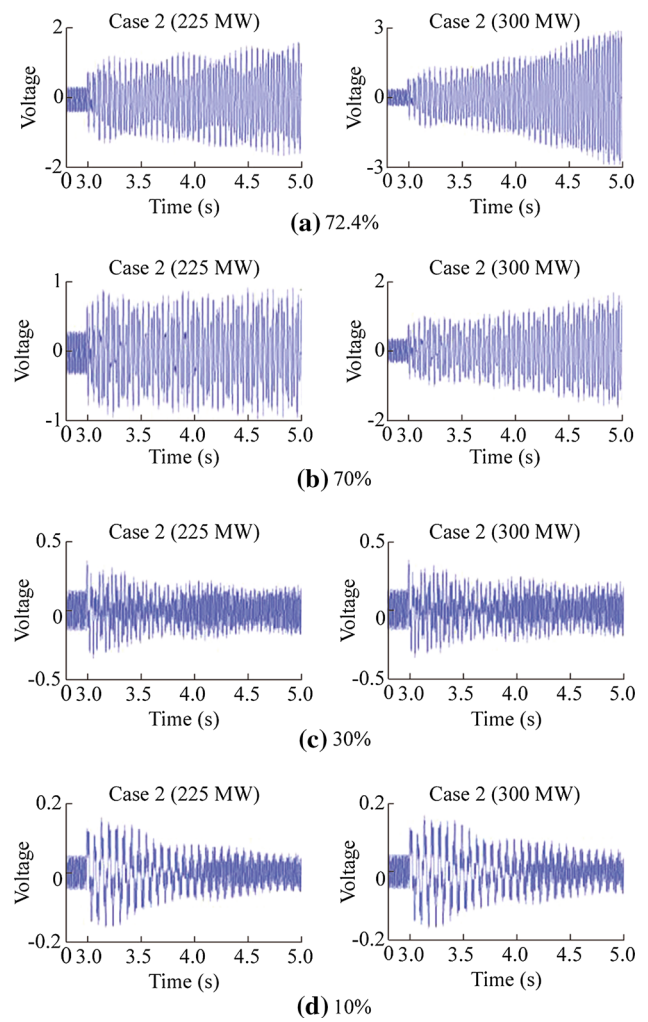 Case 2 (225 MW)
2
0
-2
Voltage
0 3.0 3.5 4.0 4.5 5.0
Time (s)
Case 2 (300 MW)
3
0
-3
Voltage
0 3.0 3.5 4.0 4.5 5.0
Time (s)
(a) 72.4%
Case 2 (225 MW)
1
0
-1
Voltage
0 3.0 3.5 4.0 4.5 5.0
Time (s)
Case 2 (300 MW)
2
0
-2
Voltage
0 3.0 3.5 4.0 4.5 5.0
Time (s)
(b) 70%
Case 2 (225 MW)
0.5
0
-0.5
Voltage
0 3.0 3.5 4.0 4.5 5.0
Time (s)
Case 2 (300 MW)
0.5
0
-0.5
Voltage
0 3.0 3.5 4.0 4.5 5.0
Time (s)
(c) 30%
Case 2 (225 MW)
0.2
0
-0.2
Voltage
0 3.0 3.5 4.0 4.5 5.0
Time (s)
Case 2 (300 MW)
0.2
0
-0.2
Voltage
0 3.0 3.5 4.0 4.5 5.0
Time (s)
(d) 10%